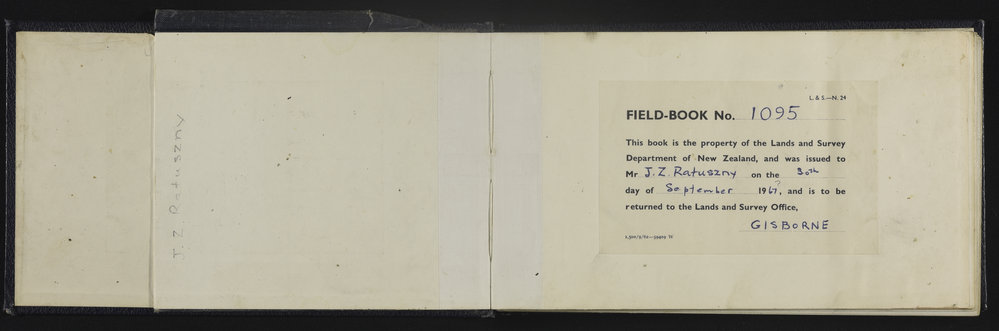 J. Z. Ratuszny
L. & S.—N. 24
FIELD-BOOK No. 1095
This book is the property of the Lands and Survey
Department of New Zealand, and was issued to
Mr J. Z. Ratuszny on the 30th
day of September 1967, and is to be
returned to the Lands and Survey Office,
GISBORNE